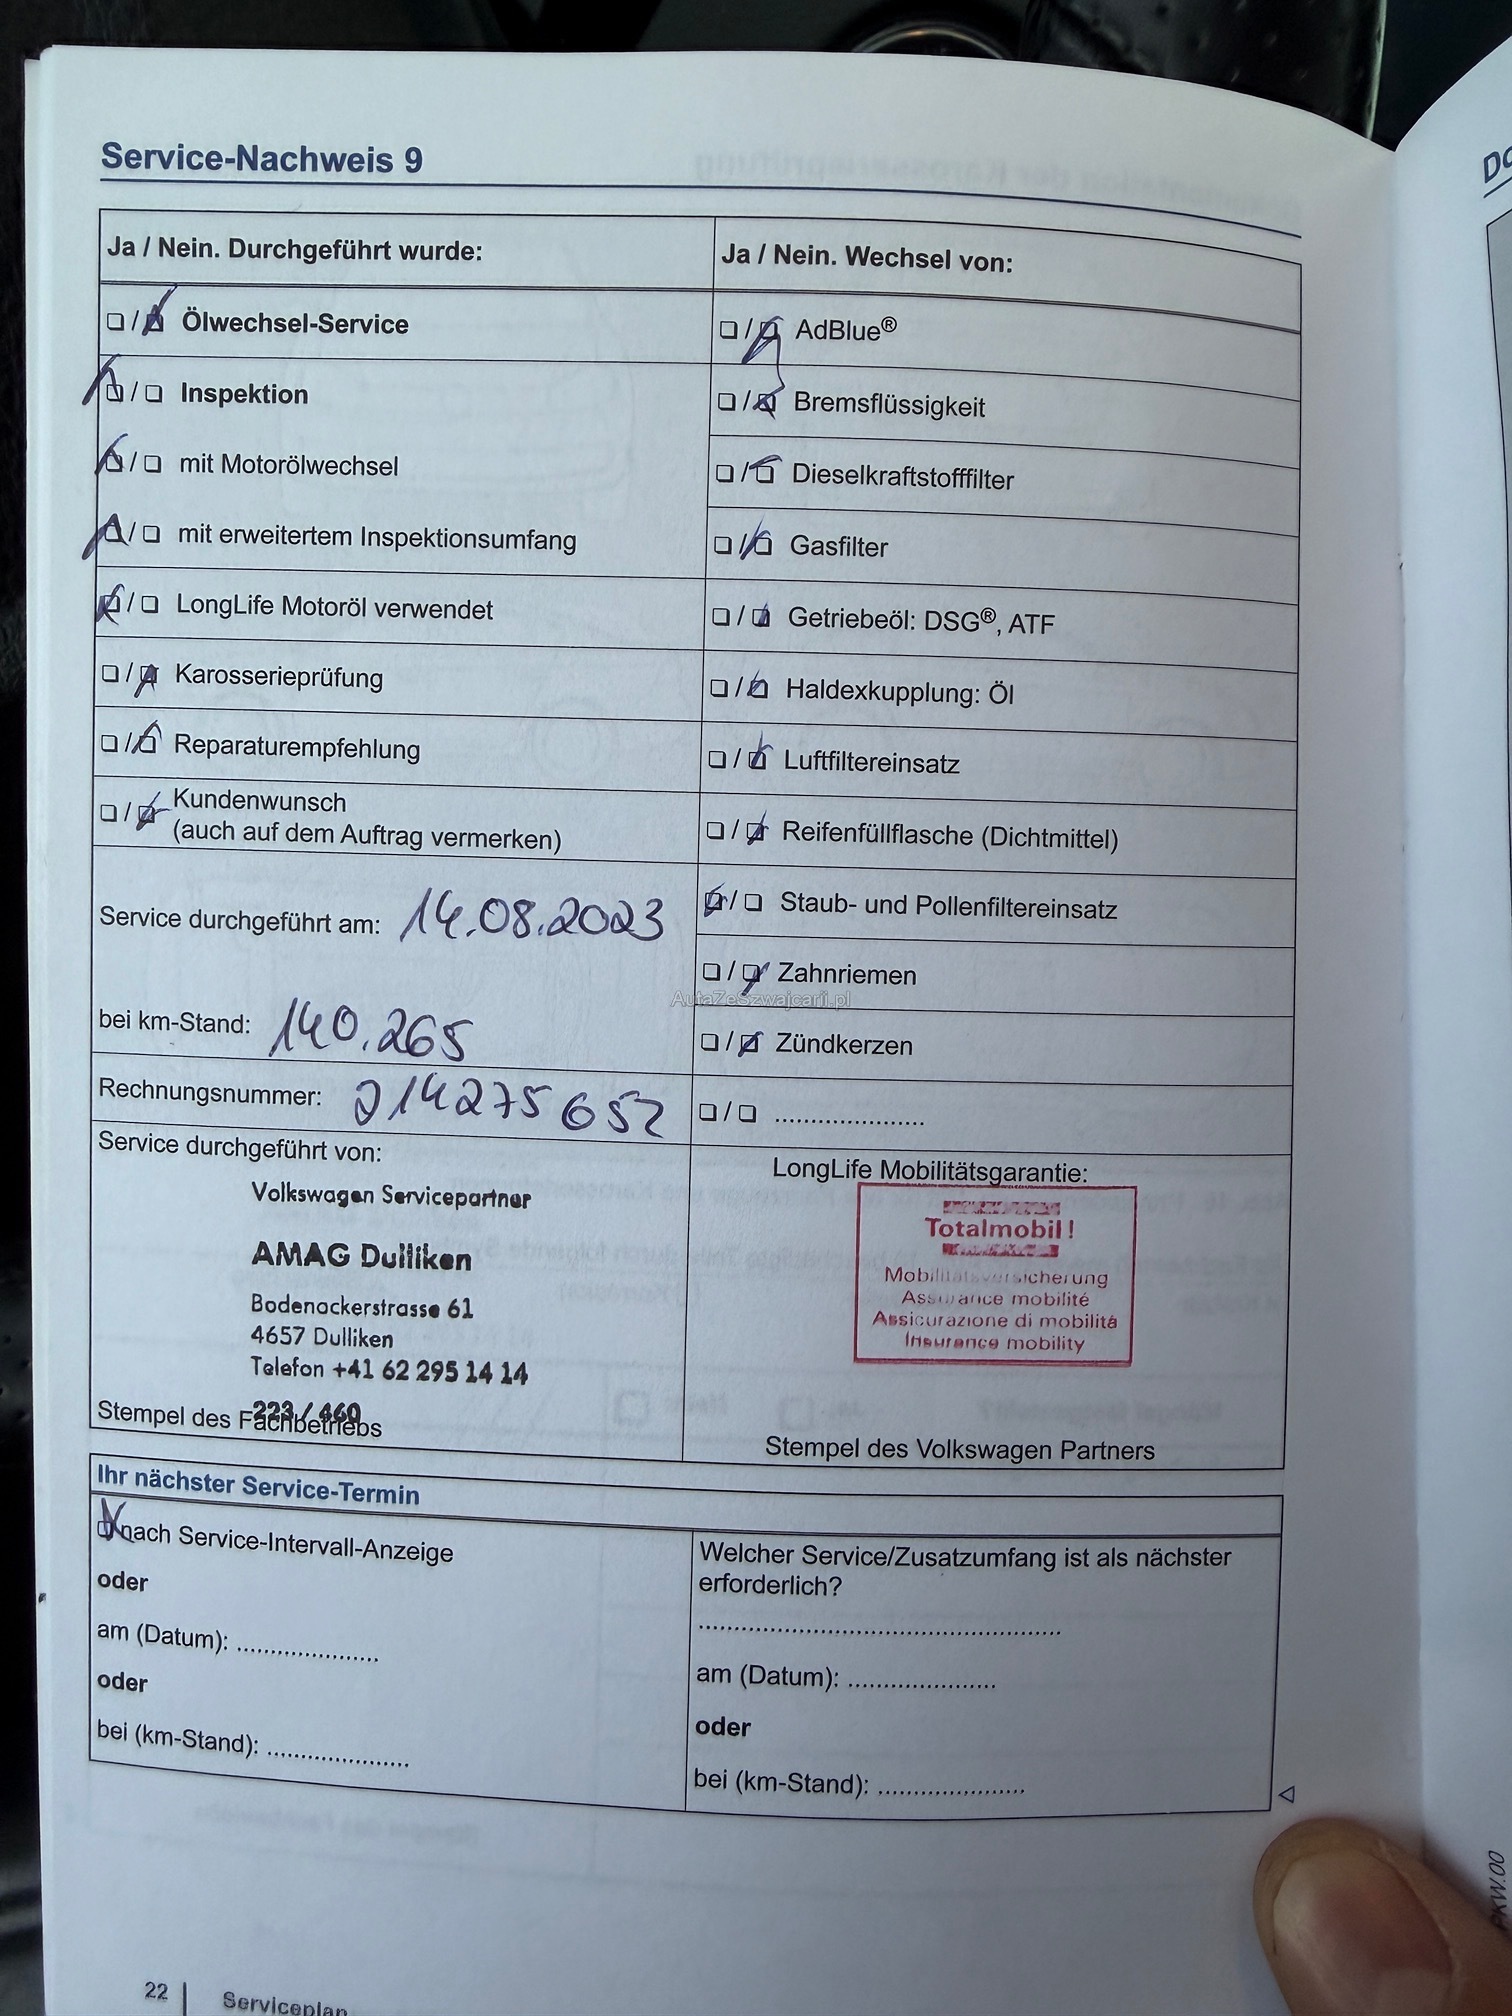 Service-Nachweis 9
Ja / Nein. Durchgeführt wurde:
☐ / ☒ Ölwechsel-Service
☒ / ☐ Inspektion
☒ / ☐ mit Motorölwechsel
☒ / ☐ mit erweitertem Inspektionsumfang
☒ / ☐ LongLife Motoröl verwendet
☐ / ☒ Karosserieprüfung
☐ / ☒ Reparaturempfehlung
☐ / ☒ Kundenwunsch
(auch auf dem Auftrag vermerken)
Service durchgeführt am: 14.08.2023
bei km-Stand: 140.265
Rechnungsnummer: 214275652
Service durchgeführt von:
Volkswagen Servicepartner
AMAG Dulliken
Bodenackerstrasse 61
4657 Dulliken
Telefon +41 62 295 14 14
223 / 460
Stempel des Fachbetriebs
Ja / Nein. Wechsel von:
☐ / ☒ AdBlue®
☐ / ☒ Bremsflüssigkeit
☐ / ☒ Dieselkraftstofffilter
☐ / ☒ Gasfilter
☐ / ☒ Getriebeöl: DSG®, ATF
☐ / ☒ Haldexkupplung: Öl
☐ / ☒ Luftfiltereinsatz
☐ / ☒ Reifenfüllflasche (Dichtmittel)
☒ / ☐ Staub- und Pollenfiltereinsatz
☐ / ☒ Zahnriemen
☐ / ☒ Zündkerzen
☐ / ☐ .....................
LongLife Mobilitätsgarantie:
Totalmobil!
Mobilitätsversicherung
Assurance mobilité
Assicurazione di mobilità
Insurance mobility
Stempel des Volkswagen Partners
AutaZeSzwajcarii.pl
Ihr nächster Service-Termin
☒ nach Service-Intervall-Anzeige
oder
am (Datum): ....................
oder
bei (km-Stand): ....................
Welcher Service/Zusatzumfang ist als nächster
erforderlich?
...................................................
am (Datum): .....................
oder
bei (km-Stand): .....................
22 | Serviceplan